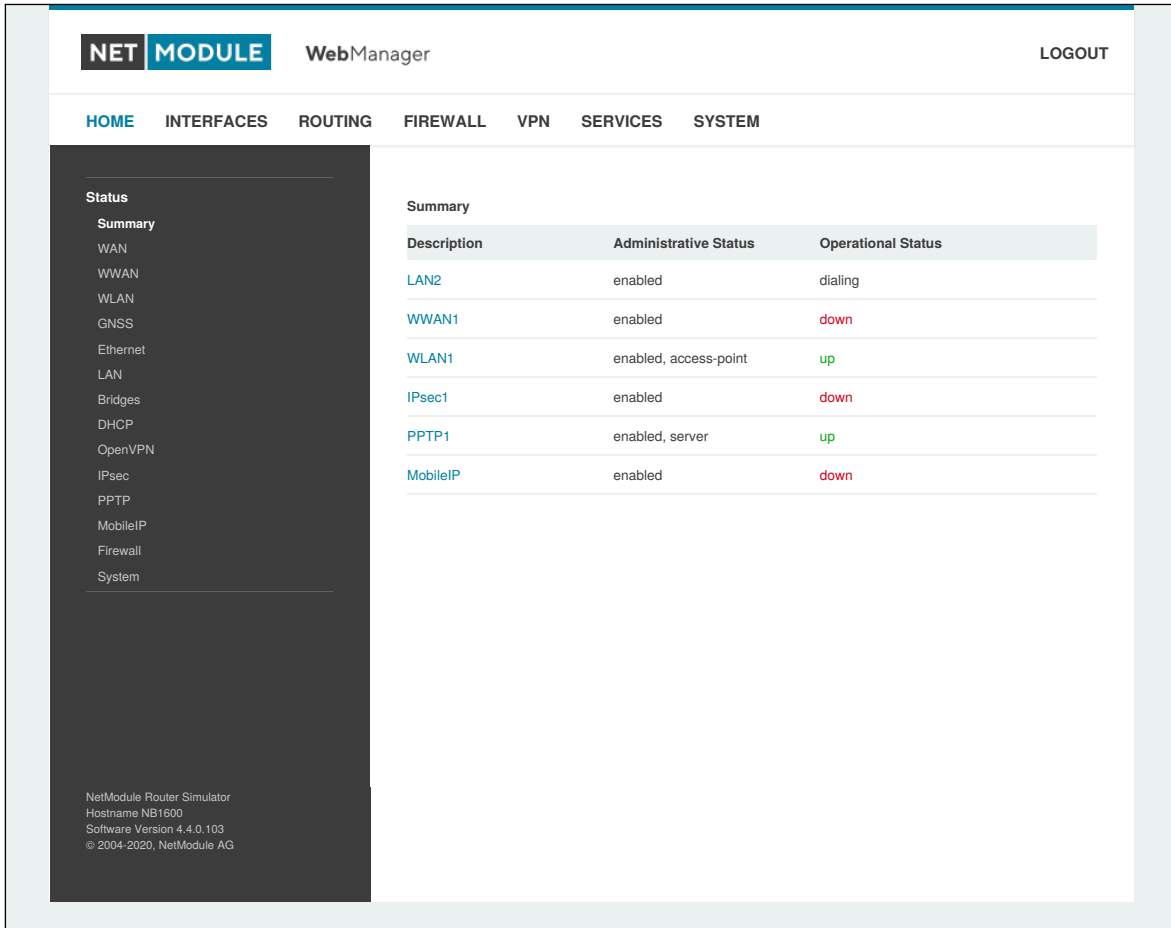 NET MODULE WebManager LOGOUT
HOME INTERFACES ROUTING FIREWALL VPN SERVICES SYSTEM
Status
Summary
WAN
WWAN
WLAN
GNSS
Ethernet
LAN
Bridges
DHCP
OpenVPN
IPsec
PPTP
MobileIP
Firewall
System
NetModule Router Simulator
Hostname NB1600
Software Version 4.4.0.103
© 2004-2020, NetModule AG
Summary
Description Administrative Status Operational Status
LAN2 enabled dialing
WWAN1 enabled down
WLAN1 enabled, access-point up
IPsec1 enabled down
PPTP1 enabled, server up
MobileIP enabled down